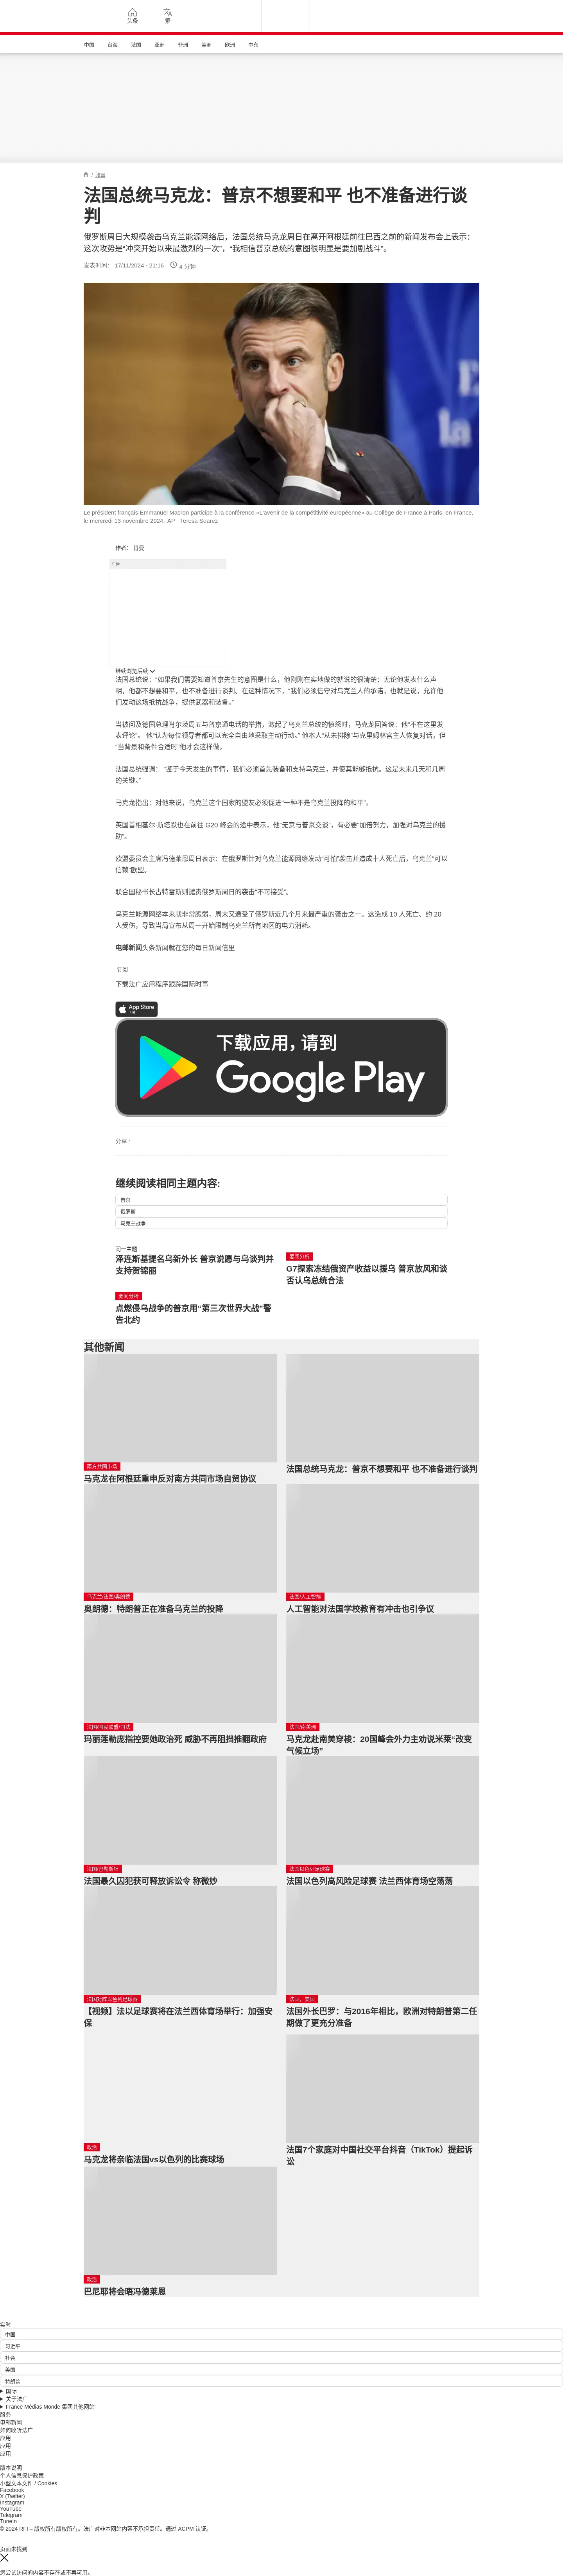 头条
繁
中国
台海
法国
亚洲
非洲
美洲
欧洲
中东
/ 法国
法国总统马克龙：普京不想要和平 也不准备进行谈
判
俄罗斯周日大规模袭击乌克兰能源网络后，法国总统马克龙周日在离开阿根廷前往巴西之前的新闻发布会上表示：
这次攻势是“冲突开始以来最激烈的一次”，“我相信普京总统的意图很明显是要加剧战斗”。
发表时间： 17/11/2024 - 21:16
4 分钟
Le président français Emmanuel Macron participe à la conférence «L'avenir de la compétitivité européenne» au Collège de France à Paris, en France,
le mercredi 13 novembre 2024. AP - Teresa Suarez
作者： 肖曼
广告
继续浏览后续
法国总统说：“如果我们需要知道普京先生的意图是什么，他刚刚在实地做的就说的很清楚：无论他发表什么声
明，他都不想要和平，也不准备进行谈判。在这种情况下，“我们必须信守对乌克兰人的承诺，也就是说，允许他
们发动这场抵抗战争，提供武器和装备。”
当被问及德国总理肖尔茨周五与普京通电话的举措，激起了乌克兰总统的愤怒时，马克龙回答说：他“不在这里发
表评论”。 他“认为每位领导者都可以完全自由地采取主动行动。” 他本人“从未排除”与克里姆林宫主人恢复对话，但
“当背景和条件合适时”他才会这样做。
法国总统强调： “鉴于今天发生的事情，我们必须首先装备和支持乌克兰，并使其能够抵抗。这是未来几天和几周
的关键。”
马克龙指出：对他来说，乌克兰这个国家的盟友必须促进“一种不是乌克兰投降的和平”。
英国首相基尔·斯塔默也在前往 G20 峰会的途中表示，他“无意与普京交谈”，有必要“加倍努力，加强对乌克兰的援
助”。
欧盟委员会主席冯德莱恩周日表示：在俄罗斯针对乌克兰能源网络发动“可怕”袭击并造成十人死亡后，乌克兰“可以
信赖”欧盟。
联合国秘书长古特雷斯则谴责俄罗斯周日的袭击“不可接受”。
乌克兰能源网络本来就非常脆弱，周末又遭受了俄罗斯近几个月来最严重的袭击之一。这造成 10 人死亡、约 20
人受伤，导致当局宣布从周一开始限制乌克兰所有地区的电力消耗。
电邮新闻头条新闻就在您的每日新闻信里
订阅
下载法广应用程序跟踪国际时事
App Store
下载
下载应用，请到
Google Play
分享 :
继续阅读相同主题内容:
普京
俄罗斯
乌克兰战争
同一主题
泽连斯基提名乌新外长 普京说愿与乌谈判并
支持贺锦丽
要闻分析
G7探索冻结俄资产收益以援乌 普京放风和谈
否认乌总统合法
要闻分析
点燃侵乌战争的普京用“第三次世界大战”警
告北约
其他新闻
南方共同市场
马克龙在阿根廷重申反对南方共同市场自贸协议
法国总统马克龙：普京不想要和平 也不准备进行谈判
乌克兰/法国/奥朗德
奥朗德：特朗普正在准备乌克兰的投降
法国/人工智能
人工智能对法国学校教育有冲击也引争议
法国/国民联盟/司法
玛丽莲勒庞指控要她政治死 威胁不再阻挡推翻政府
法国/南美洲
马克龙赴南美穿梭：20国峰会外力主劝说米莱“改变
气候立场”
法国/巴勒斯坦
法国最久囚犯获可释放诉讼令 称微妙
法国以色列足球赛
法国以色列高风险足球赛 法兰西体育场空荡荡
法国对阵以色列足球赛
【视频】法以足球赛将在法兰西体育场举行：加强安
保
法国、美国
法国外长巴罗：与2016年相比，欧洲对特朗普第二任
期做了更充分准备
政治
马克龙将亲临法国vs以色列的比赛球场
法国7个家庭对中国社交平台抖音（TikTok）提起诉
讼
政治
巴尼耶将会晤冯德莱恩
实时
中国
习近平
社会
美国
特朗普
国际
关于法广
France Médias Monde 集团其他网站
服务
电邮新闻
如何收听法广
应用
应用
应用
版本说明
个人信息保护政策
小型文本文件 / Cookies
Facebook
X (Twitter)
Instagram
YouTube
Telegram
TuneIn
© 2024 RFI – 版权所有版权所有。法广对非本网站内容不承担责任。通过 ACPM 认证。
页面未找到
您尝试访问的内容不存在或不再可用。